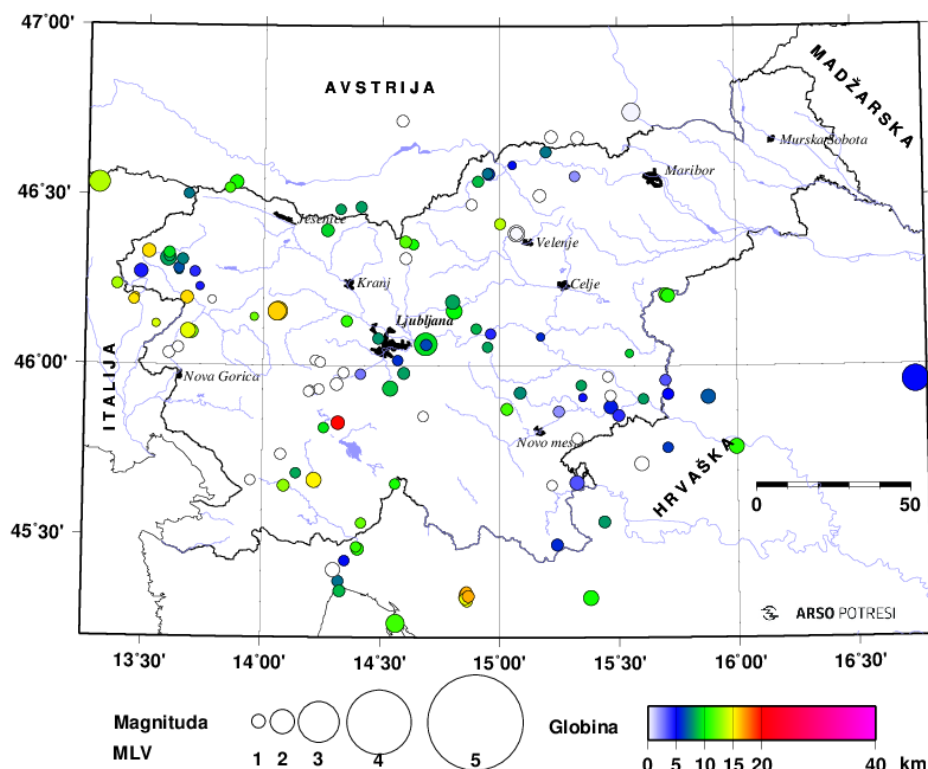 47˚00'
AVSTRIJA
MADŽARSKA
Murska Sobota
Maribor
46˚30'
Jesenice
Velenje
Kranj
Celje
Ljubljana
46˚00'
ITALIJA
Nova Gorica
Novo mesto
HRVAŠKA
0 50
45˚30'
ARSO POTRESI
13˚30' 14˚00' 14˚30' 15˚00' 15˚30' 16˚00' 16˚30'
Magnituda
MLV
1 2 3 4 5
Globina
0 5 10 15 20 40 km